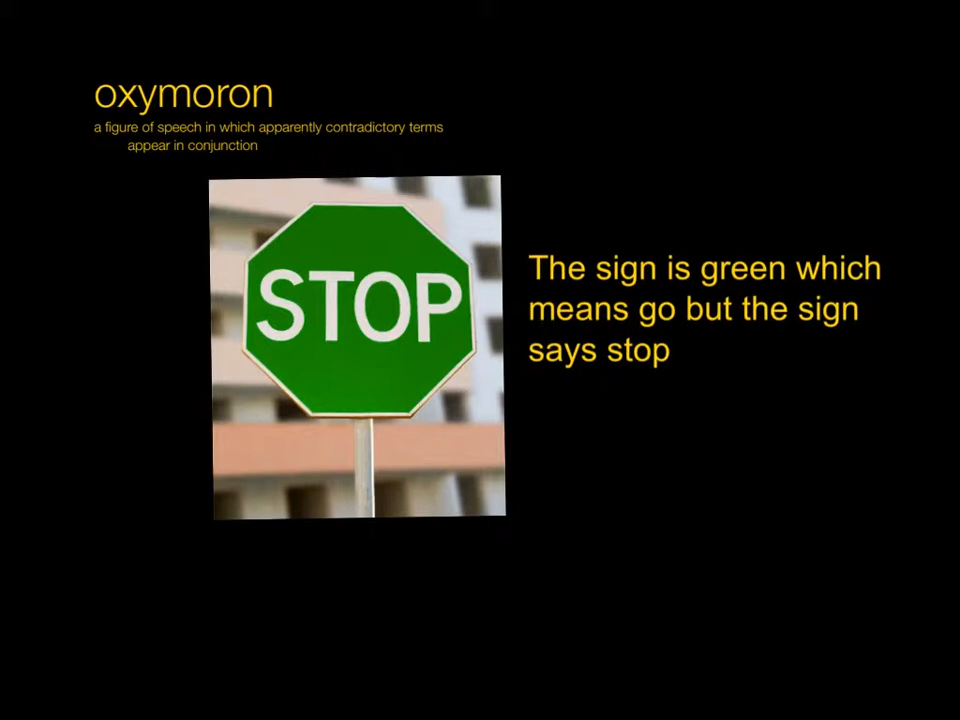 oxymoron
a figure of speech in which apparently contradictory terms
appear in conjunction
STOP
The sign is green which
means go but the sign
says stop